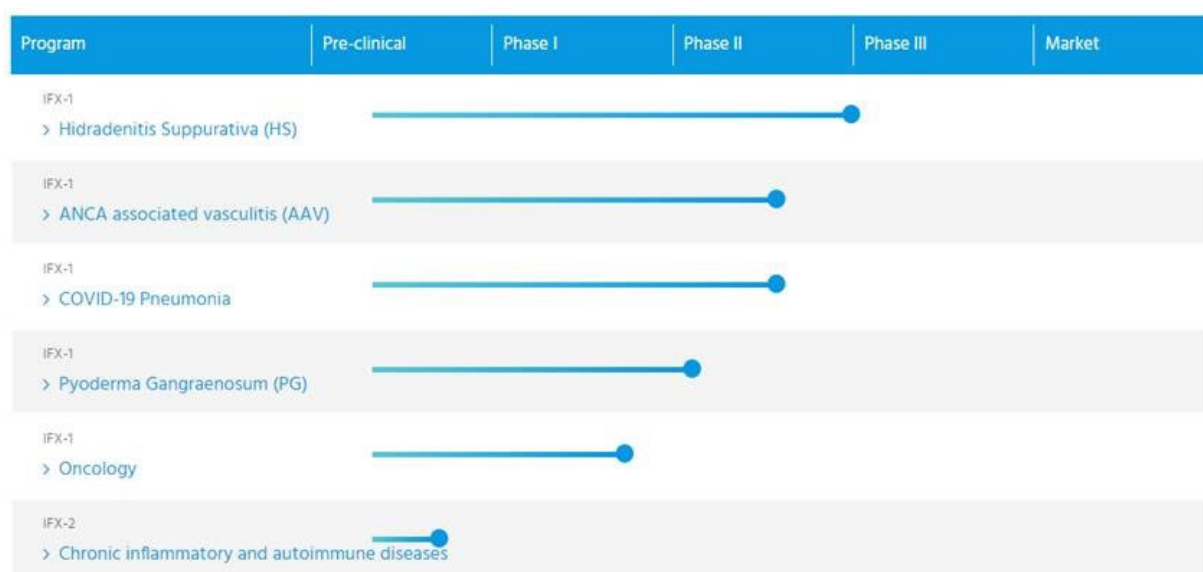 Program Pre-clinical Phase I Phase II Phase III Market
IFX-1
> Hidradenitis Suppurativa (HS)
IFX-1
> ANCA associated vasculitis (AAV)
IFX-1
> COVID-19 Pneumonia
IFX-1
> Pyoderma Gangraenosum (PG)
IFX-1
> Oncology
IFX-2
> Chronic inflammatory and autoimmune diseases